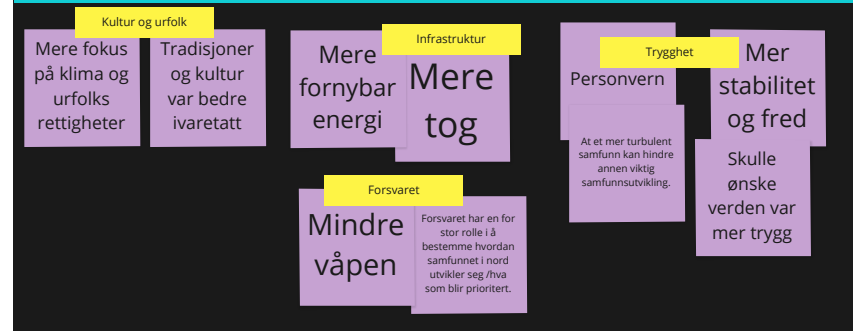 Kultur og urfolk
Mere fokus
på klima og
urfolks
rettigheter
Tradisjoner
og kultur
var bedre
ivaretatt
Infrastruktur
Mere
fornybar
energi
Mere
tog
Trygghet
Personvern
Mer
stabilitet
og fred
At et mer turbulent
samfunn kan hindre
annen viktig
samfunnsutvikling.
Skulle
ønske
verden var
mer trygg
Forsvaret
Mindre
våpen
Forsvaret har en for
stor rolle i å
bestemme hvordan
samfunnet i nord
utvikler seg /hva
som blir prioritert.